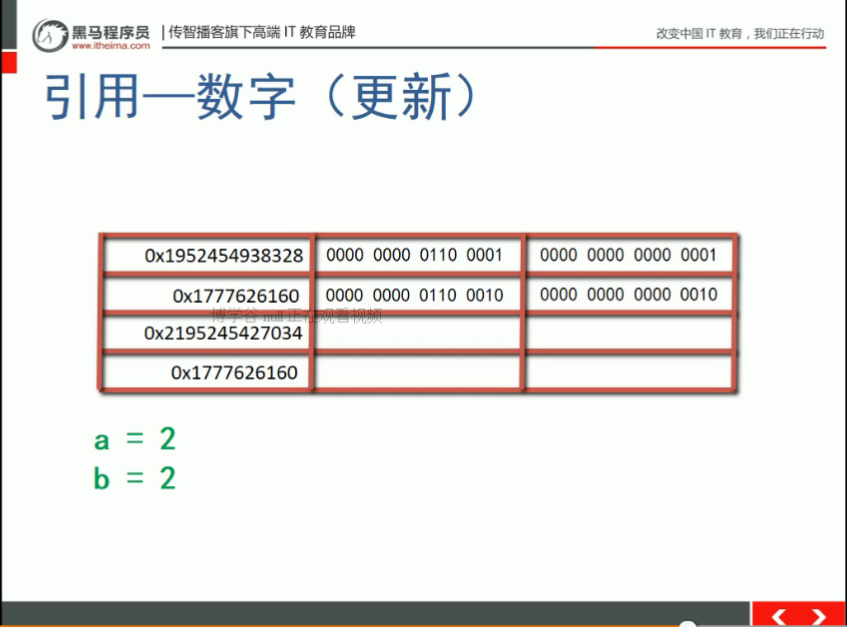 黑马程序员 | 传智播客旗下高端 IT 教育品牌
www.itheima.com
改变中国 IT 教育，我们正在行动
引用—数字（更新）
0x1952454938328 0000 0000 0110 0001 0000 0000 0000 0001
0x1777626160 0000 0000 0110 0010 0000 0000 0000 0010
博学谷 null 正在观看视频
0x2195245427034
0x1777626160
a = 2
b = 2